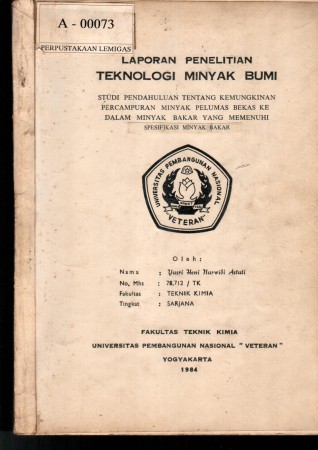 A - 00073
PERPUSTAKAAN LEMIGAS
LAPORAN PENELITIAN
TEKNOLOGI MINYAK BUMI
STUDI PENDAHULUAN TENTANG KEMUNGKINAN
PERCAMPURAN MINYAK PELUMAS BEKAS KE
DALAM MINYAK BAKAR YANG MEMENUHI
SPESIFIKASI MINYAK BAKAR
UNIVERSITAS PEMBANGUNAN NASIONAL
"VETERAN"
Oleh :
Nama : Yusri Heni Nurwidi Astuti
No, Mhs : 78,712 / TK
Fakultas : TEKNIK KIMIA
Tingkat : SARJANA
FAKULTAS TEKNIK KIMIA
UNIVERSITAS PEMBANGUNAN NASIONAL " VETERAN "
YOGYAKARTA
1984